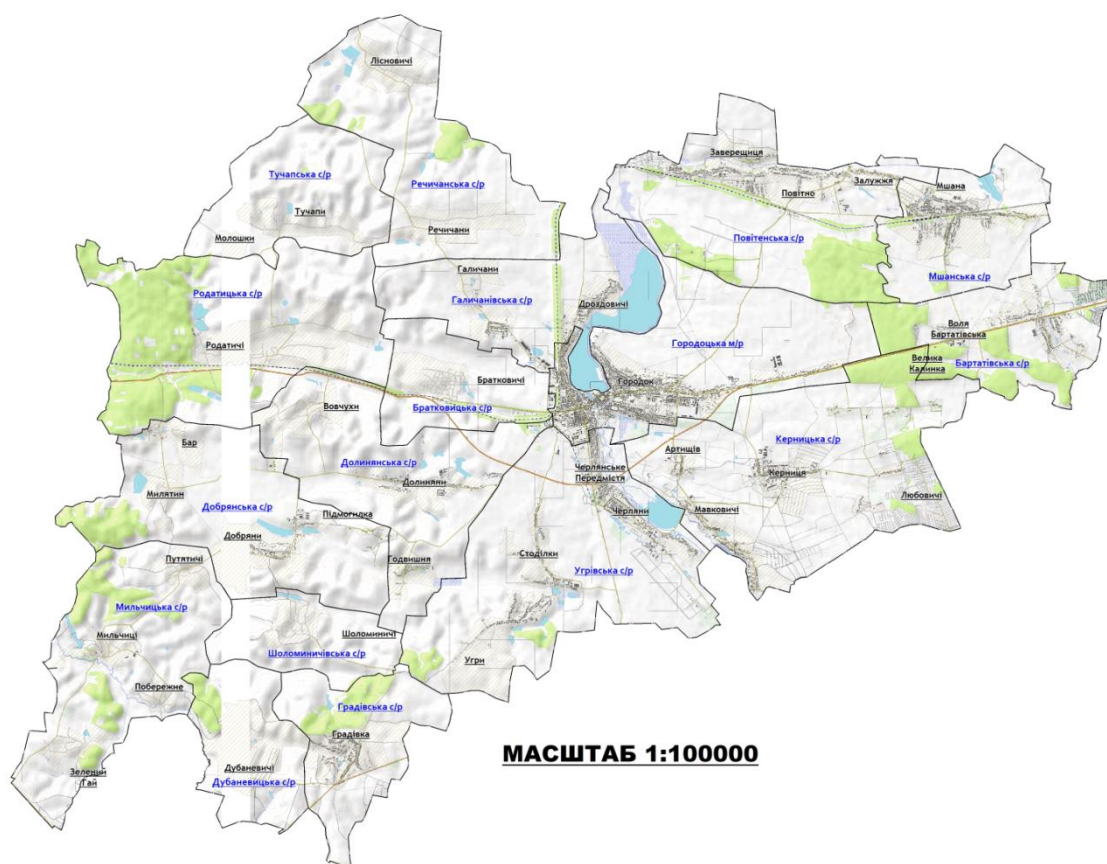 Лісновичі
Заверещиця
Тучапська с/р
Речичанська с/р
Залужжя
Мшана
Повітно
Тучапи
Речичани
Молошки
Повітенська с/р
Мшанська с/р
Галичани
Родатицька с/р
Галичанівська с/р
Дроздовичі
Воля
Бартатівська
Родатичі
Городоцька м/р
Велика
Калинка
Бартатівська с/р
Братковичі
Городок
Вовчухи
Братковицька с/р
Бар
Долинянська с/р
Артищів
Керницька с/р
Долиняни
Черлянське
Передмістя
Керниця
Милятин
Любовичі
Добрянська с/р
Підмогилка
Черляни
Мавковичі
Добряни
Путятичі
Годвишня
Стоділки
Угрівська с/р
Мильчицька с/р
Мильчиці
Шоломиничі
Шоломиничівська с/р
Угри
Побережне
Градівська с/р
Градівка
МАСШТАБ 1:100000
Зелений
Гай
Дубаневичі
Дубаневицька с/р